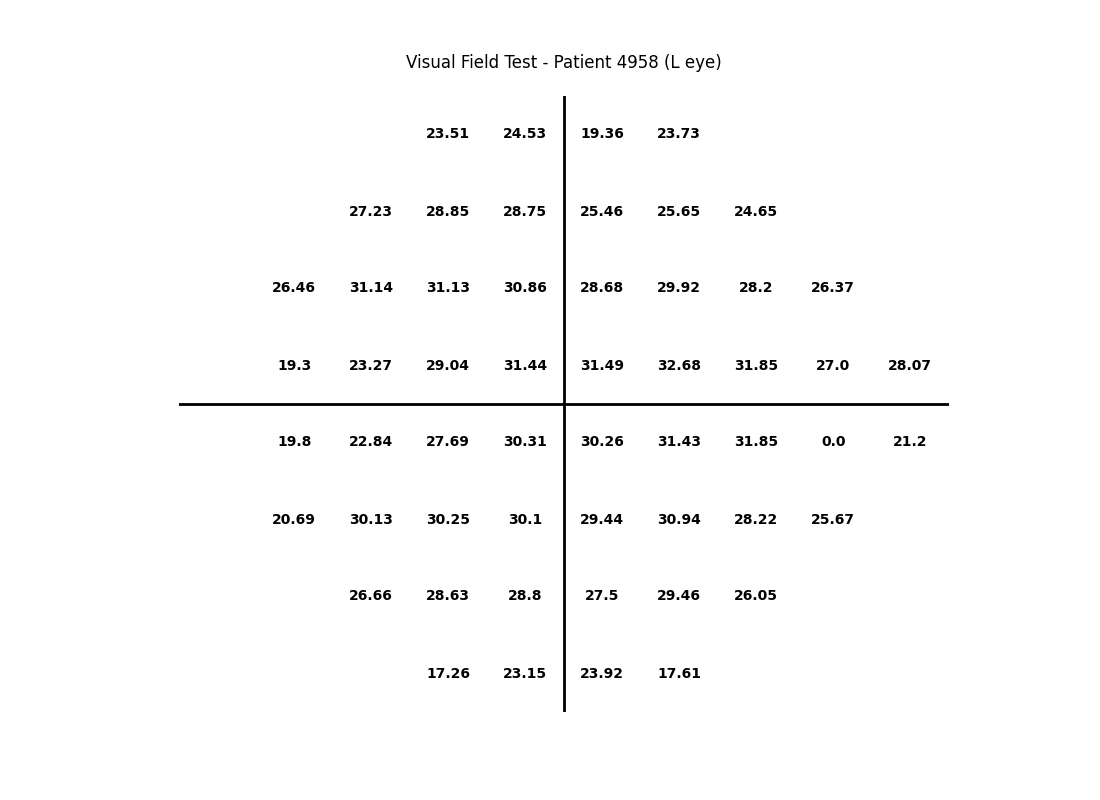 Visual Field Test - Patient 4958 (L eye)
23.51 24.53 19.36 23.73
27.23 28.85 28.75 25.46 25.65 24.65
26.46 31.14 31.13 30.86 28.68 29.92 28.2 26.37
19.3 23.27 29.04 31.44 31.49 32.68 31.85 27.0 28.07
19.8 22.84 27.69 30.31 30.26 31.43 31.85 0.0 21.2
20.69 30.13 30.25 30.1 29.44 30.94 28.22 25.67
26.66 28.63 28.8 27.5 29.46 26.05
17.26 23.15 23.92 17.61